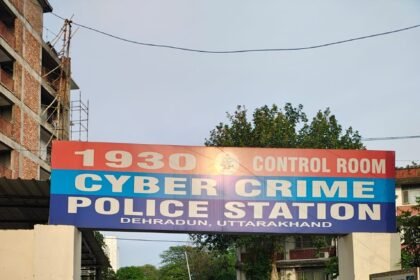 1930 CONTROL ROOM
CYBER CRIME
POLICE STATION
DEHRADUN, UTTARAKHAND